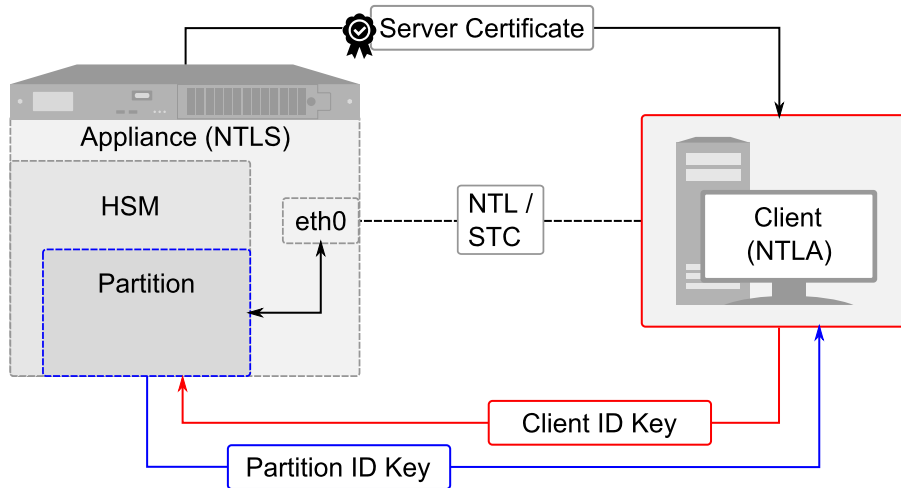 Server Certificate
Appliance (NTLS)
HSM
eth0
NTL /
STC
Client
(NTLA)
Partition
Client ID Key
Partition ID Key